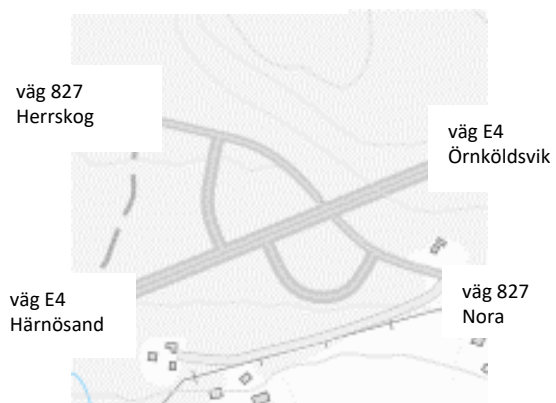 väg 827
Herrskog
väg E4
Örnköldsvik
väg E4
Härnösand
väg 827
Nora